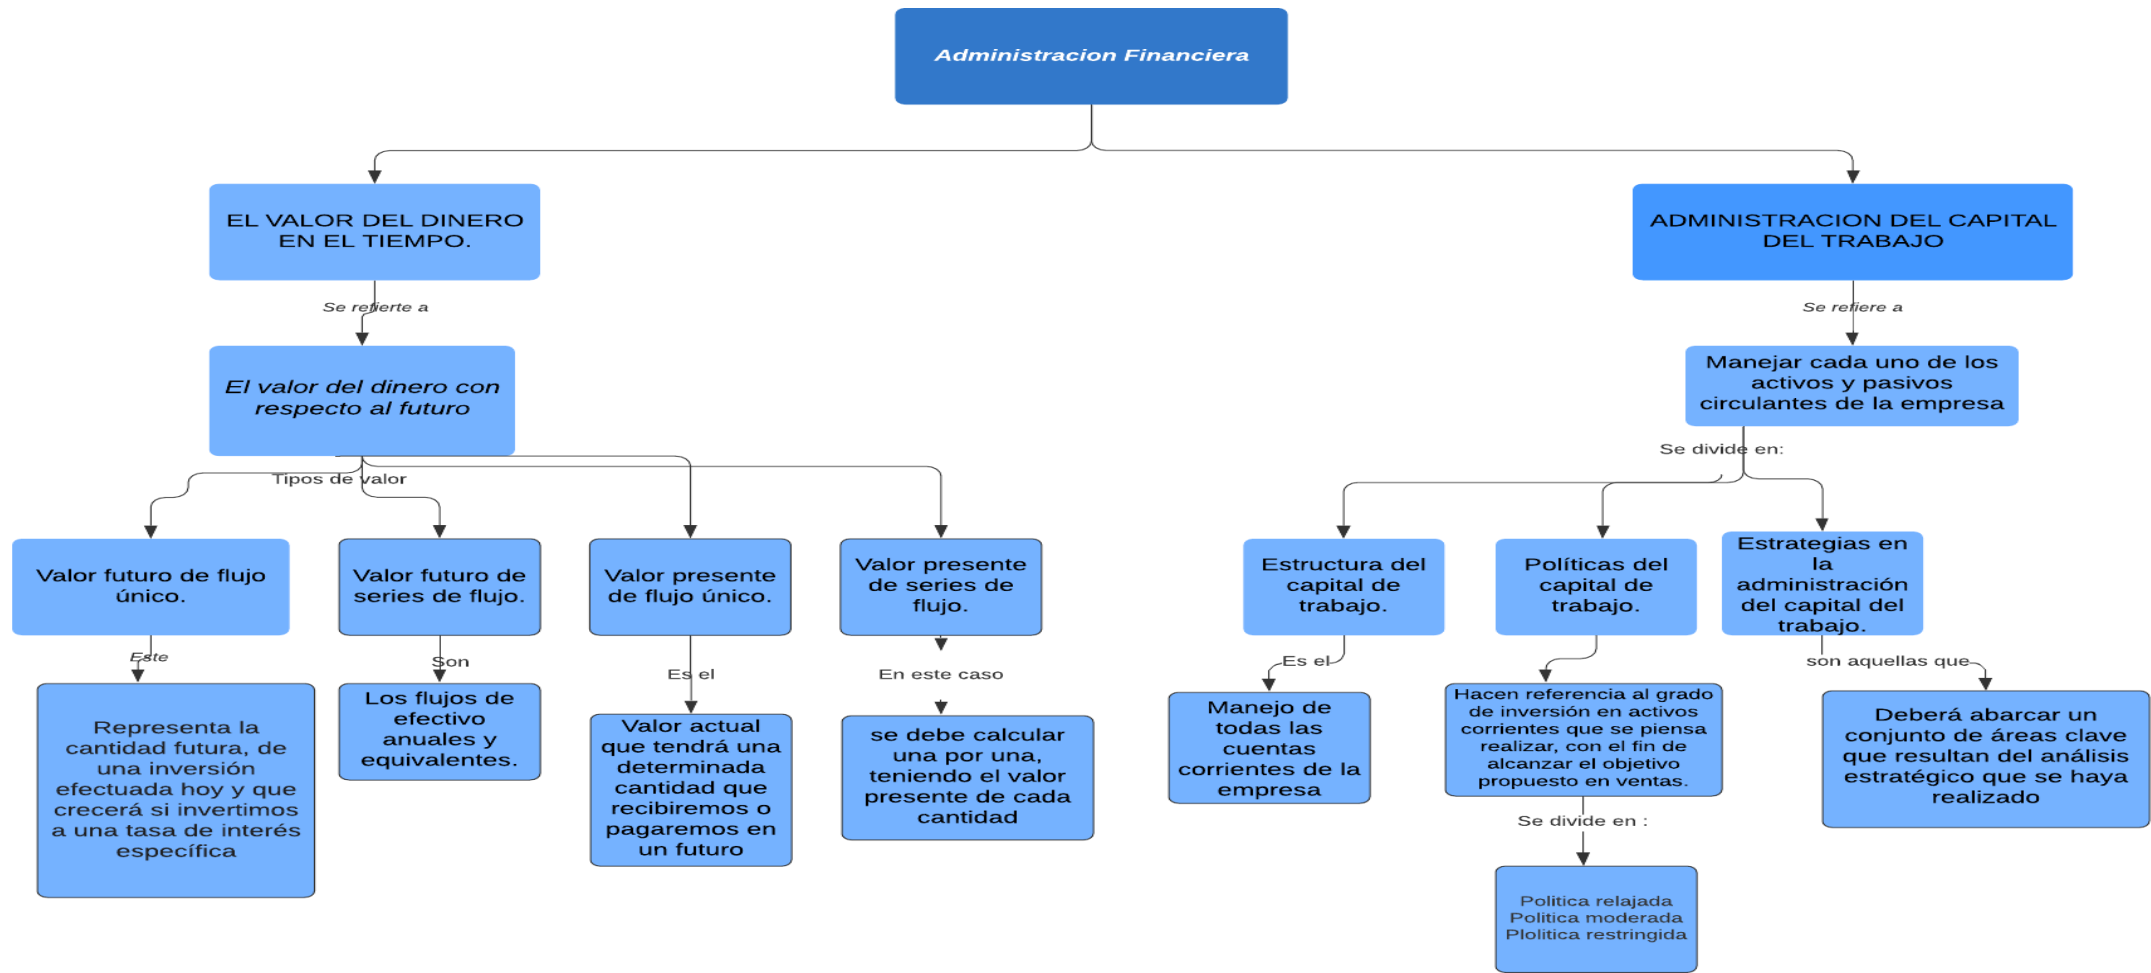 Administracion Financiera
EL VALOR DEL DINERO
EN EL TIEMPO.
ADMINISTRACION DEL CAPITAL
DEL TRABAJO
Se refierte a
Se refiere a
El valor del dinero con
respecto al futuro
Manejar cada uno de los
activos y pasivos
circulantes de la empresa
Tipos de valor
Se divide en:
Valor futuro de flujo
único.
Valor futuro de
series de flujo.
Valor presente
de flujo único.
Valor presente
de series de
flujo.
Estructura del
capital de
trabajo.
Políticas del
capital de
trabajo.
Estrategias en
la
administración
del capital del
trabajo.
Este
Son
Es el
En este caso
Es el
son aquellas que
Representa la
cantidad futura, de
una inversión
efectuada hoy y que
crecerá si invertimos
a una tasa de interés
específica
Los flujos de
efectivo
anuales y
equivalentes.
Valor actual
que tendrá una
determinada
cantidad que
recibiremos o
pagaremos en
un futuro
se debe calcular
una por una,
teniendo el valor
presente de cada
cantidad
Manejo de
todas las
cuentas
corrientes de la
empresa
Hacen referencia al grado
de inversión en activos
corrientes que se piensa
realizar, con el fin de
alcanzar el objetivo
propuesto en ventas.
Deberá abarcar un
conjunto de áreas clave
que resultan del análisis
estratégico que se haya
realizado
Se divide en :
Politica relajada
Politica moderada
Plolitica restringida